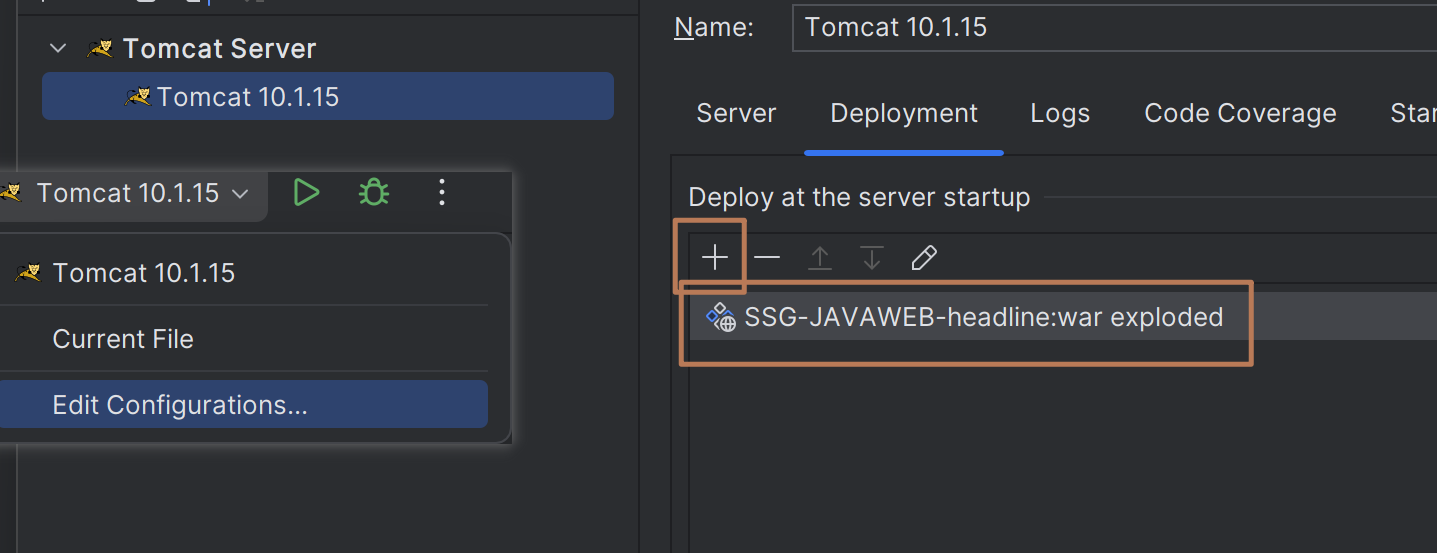 Tomcat Server
Tomcat 10.1.15
Tomcat 10.1.15
Tomcat 10.1.15
Current File
Edit Configurations...
Name: Tomcat 10.1.15
Server Deployment Logs Code Coverage
Deploy at the server startup
SSG-JAVAWEB-headline:war exploded